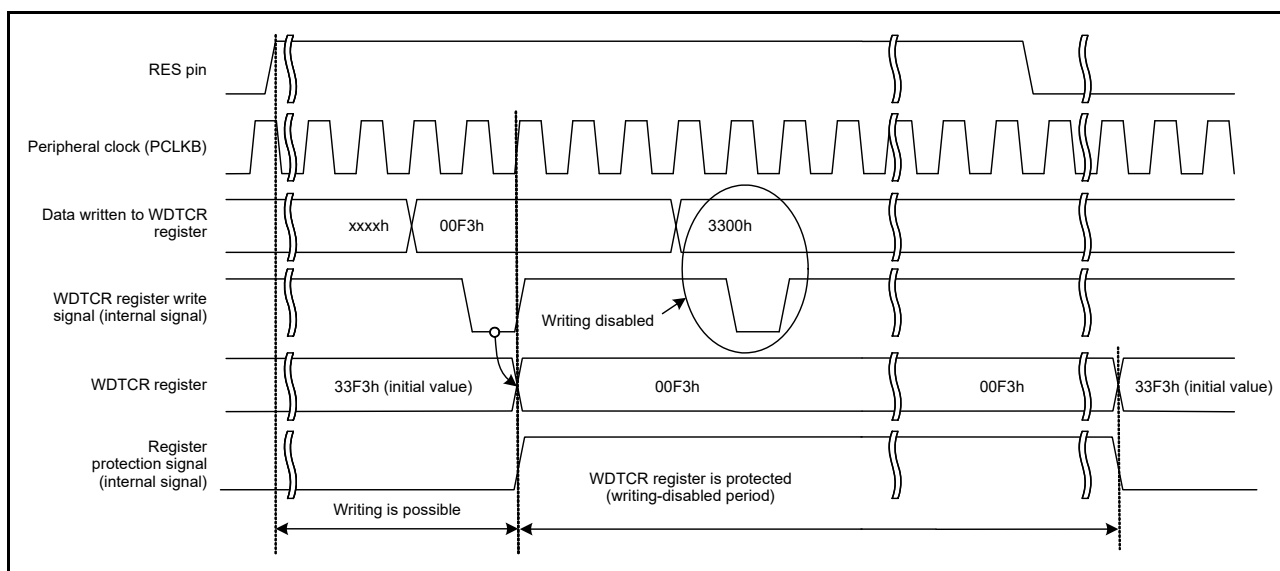 RES pin
Peripheral clock (PCLKB)
Data written to WDTCR
register
xxxxh
00F3h
3300h
WDTCR register write
signal (internal signal)
Writing disabled
WDTCR register
33F3h (initial value)
00F3h
00F3h
33F3h (initial value)
Register
protection signal
(internal signal)
WDTCR register is protected
(writing-disabled period)
Writing is possible